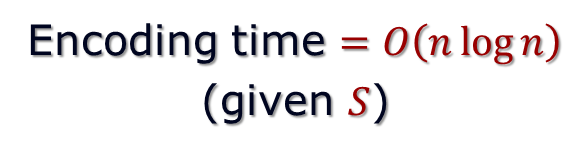 Encoding time = O(n log n)
(given S)